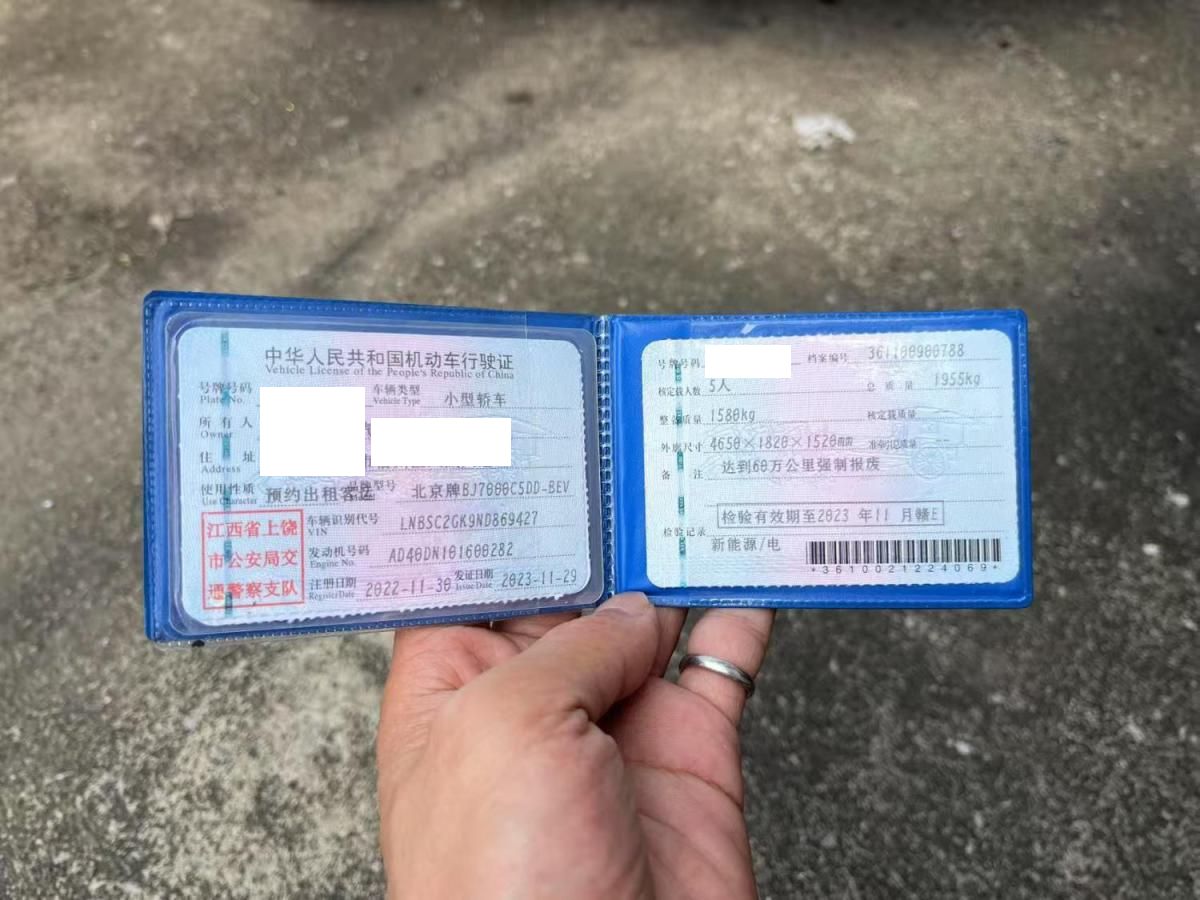 中华人民共和国机动车行驶证
Vehicle License of the People's Republic of China
号牌号码
Plate No.
车辆类型 小型轿车
Vehicle Type
所有人
Owner
住址
Address
使用性质 预约出租客运 品牌型号 北京牌BJ7000C5DD-BEV
Use Character
江西省上饶
市公安局交
通警察支队
车辆识别代号 LNBSC2GK9ND869427
VIN
发动机号码 AD40DN101600282
Engine No.
注册日期 2022-11-30 发证日期 2023-11-29
Register Date Issue Date
号牌号码 档案编号 361100900788
核定载人数 5人 总质量 1955kg
整备质量 1580kg 核定载质量
外廓尺寸 4650×1820×1520mm 准牵引总质量 --
备注 达到60万公里强制报废
检验记录 检验有效期至2023 年11 月赣E
新能源/电
*3610021224069*